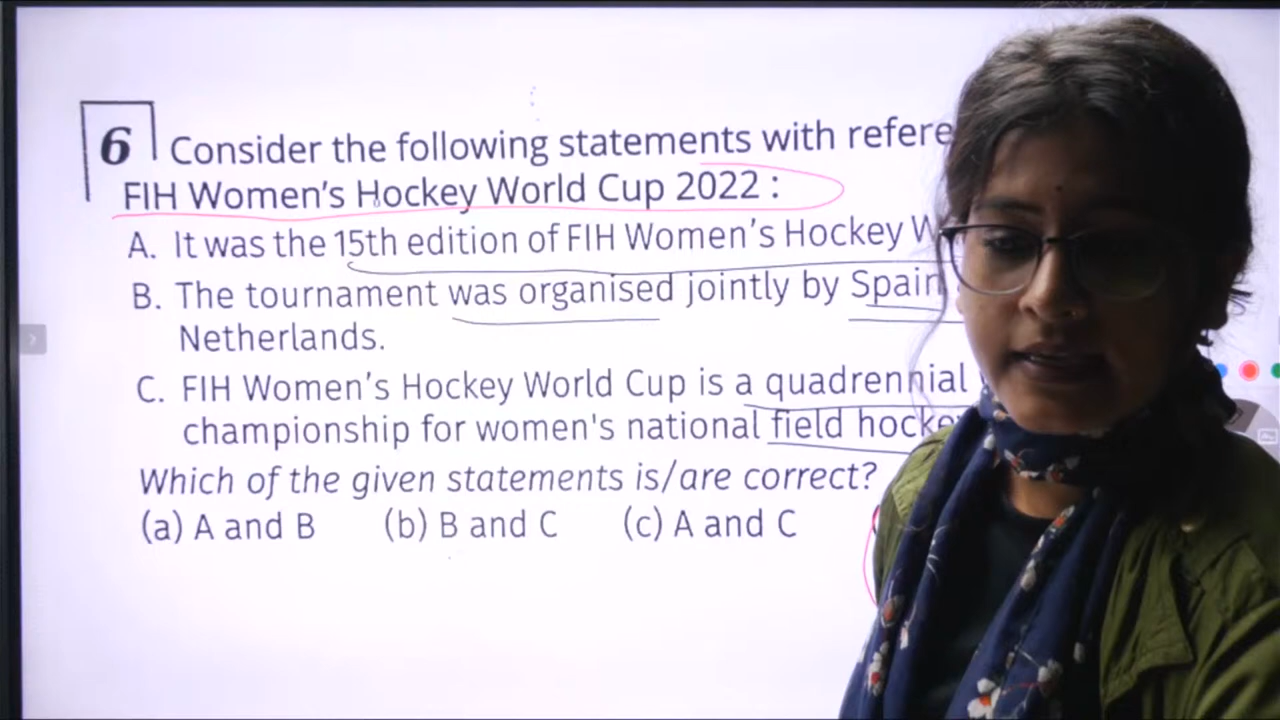 6 Consider the following statements with refere
FIH Women's Hockey World Cup 2022 :
A. It was the 15th edition of FIH Women's Hockey W
B. The tournament was organised jointly by Spain
Netherlands.
C. FIH Women's Hockey World Cup is a quadrennial
championship for women's national field hocke
Which of the given statements is/are correct?
(a) A and B (b) B and C (c) A and C